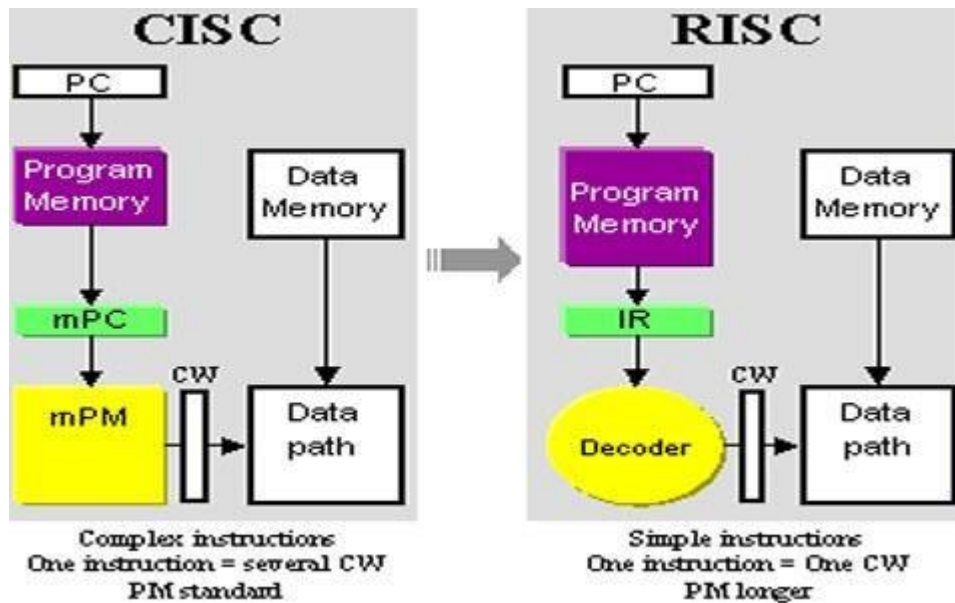 CISC
PC
Program
Memory
Data
Memory
mPC
mPM
CW
Data
path
Complex instructions
One instruction = several CW
PM standard
RISC
PC
Program
Memory
Data
Memory
IR
Decoder
CW
Data
path
Simple instructions
One instruction = One CW
PM longer